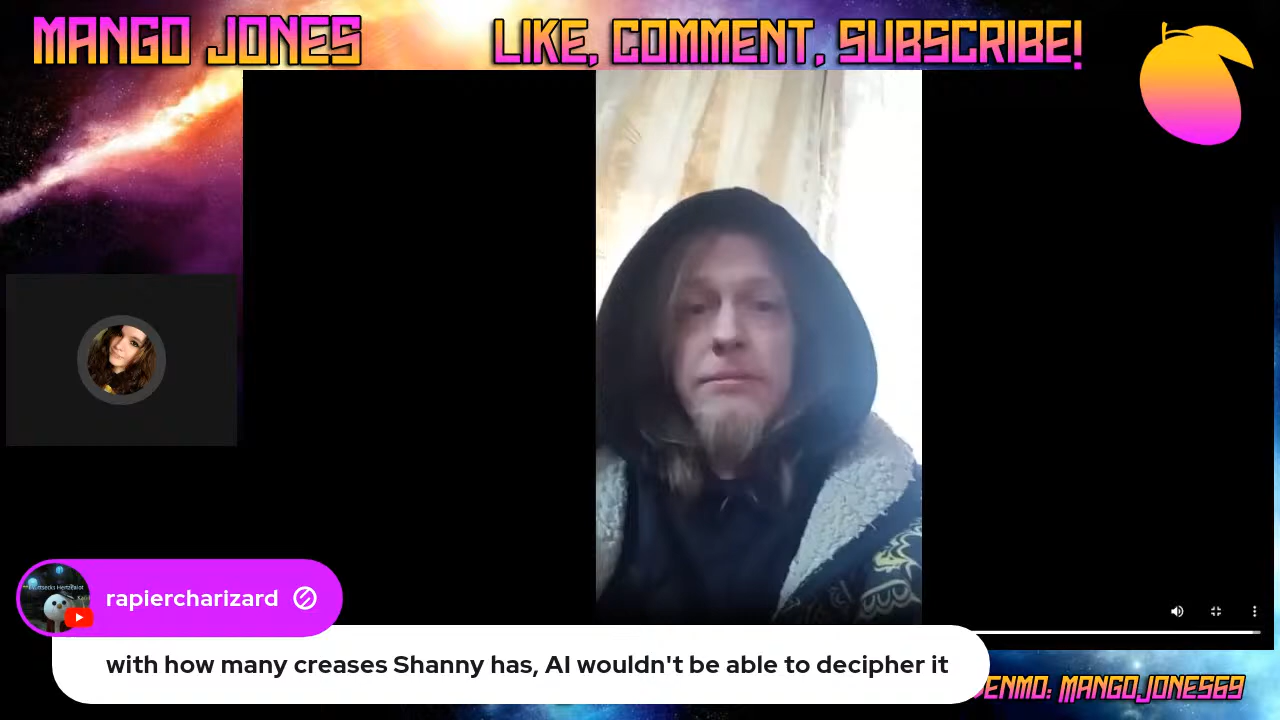 MANGO JONES
LIKE, COMMENT, SUBSCRIBE!
rapiercharizard
with how many creases Shanny has, AI wouldn't be able to decipher it
ENMO: MANGOJONES69